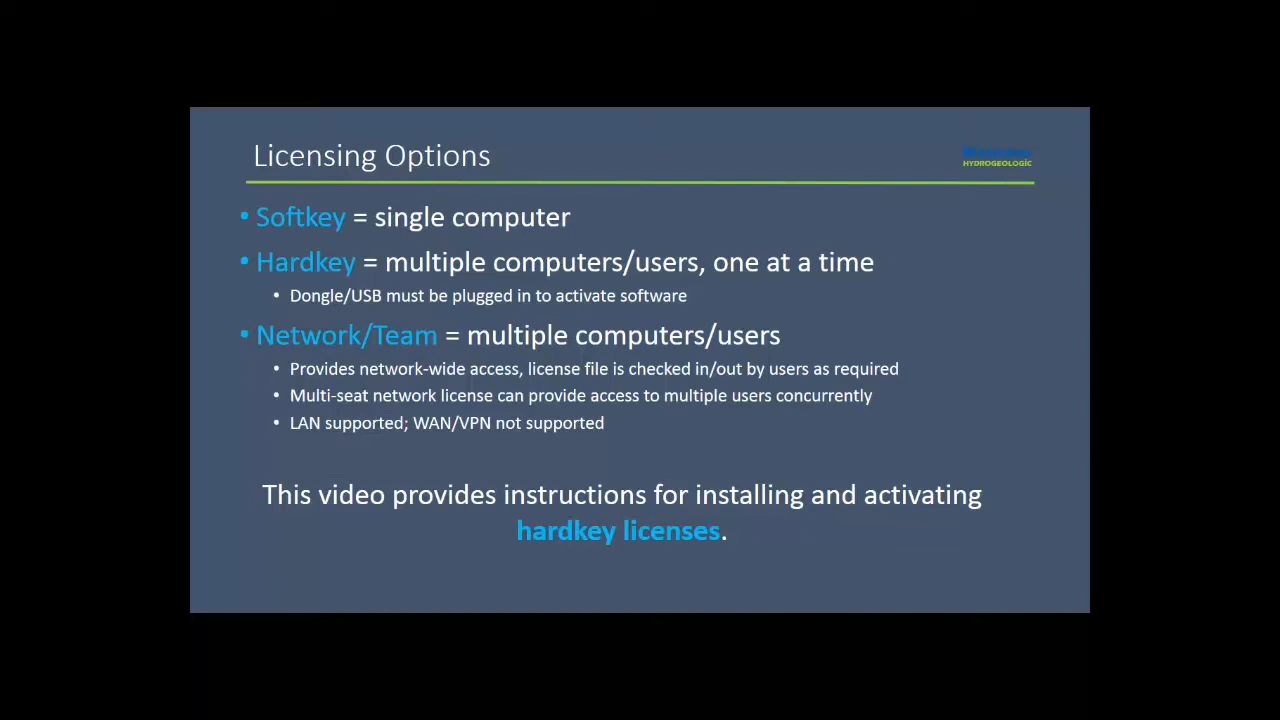 Licensing Options
HYDROGEOLOGIC
• Softkey = single computer
• Hardkey = multiple computers/users, one at a time
• Dongle/USB must be plugged in to activate software
• Network/Team = multiple computers/users
• Provides network-wide access, license file is checked in/out by users as required
• Multi-seat network license can provide access to multiple users concurrently
• LAN supported; WAN/VPN not supported
This video provides instructions for installing and activating
hardkey licenses.